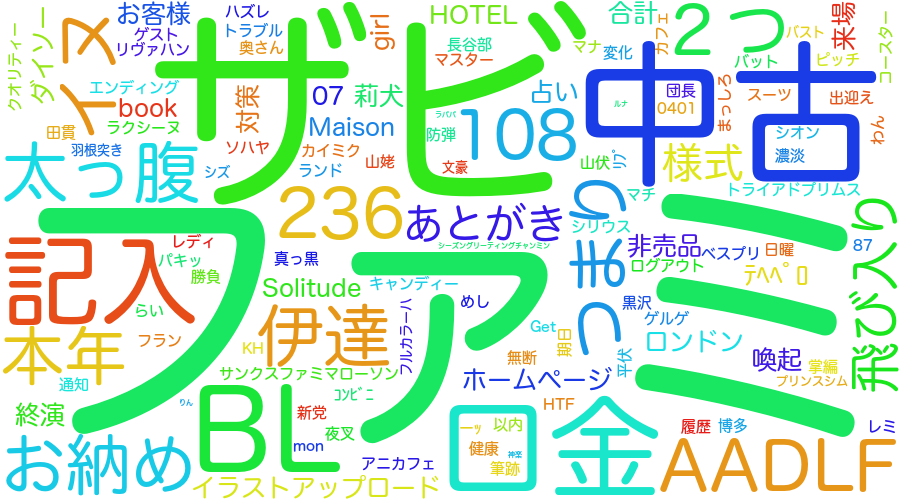 お客様
ハズレ
トラブル
ゲスト
リヴァハン
奥さん
クオリティー
ダイソー
イヌ
エンディング
book
ラクシーヌ
田貫
羽根突き
対策
ソハヤ
シズ
ザビ
girl
HOTEL
長谷部
マスター
07
莉犬
Maison
カイミク
ランド
山姥
防弾
ラパパ
文豪
108
占い
山伏
マナ
変化
カフェ
合計
2つ
来場
バスト
バット
ピッチ
コースター
中古
団長
0401
ルナ
まっしろ
スーツ
出迎え
わん
シオン
濃淡
様式
トライアドプリムス
マチ
太っ腹
236
あとがき
シーズングリーティングチャンミン
つまり
シリウス
非売品
ベスプリ
日曜
ログアウト
87
飛び入り
記入
レディ
パキッ
勝負
らい
真っ黒
Solitude
キャンディー
めし
ファミ
フルカラーハ
黒沢
ゲルゲ
ロンドン
喚起
掌編
プリンスシム
本年
フラン
KH
伊達
Get
期日
平伏
無断
サンクスファミマローソン
ホームページ
通知
りん
終演
BL
コンビニ
新党
夜叉
mon
HTF
口
以内
健康
筆跡
神楽
金
履歴
博多
レミ
お納め
アニカフェ
イラストアップロード
AADLF